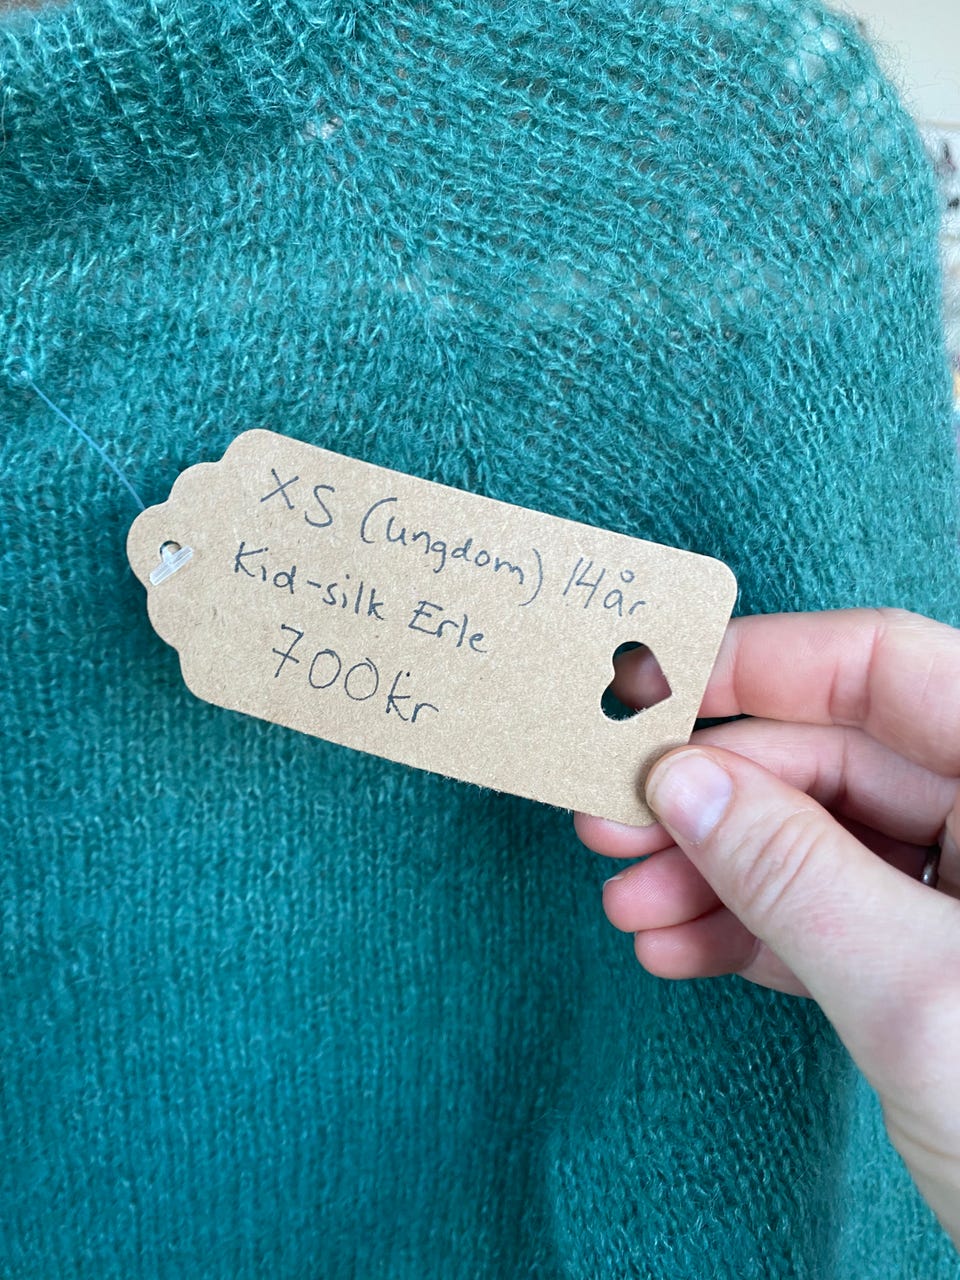 XS (ungdom) 14år
Kid-silk Erle
700kr